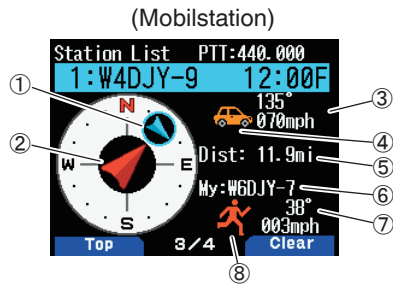 (Mobilstation)
Station List PTT:440.000
1:W4DJY-9 12:00F
① N 135° ③
070mph
④
② W E Dist: 11.9mi ⑤
My:W6DJY-7 ⑥
S 38° ⑦
003mph
Top 3/4 Clear
⑧